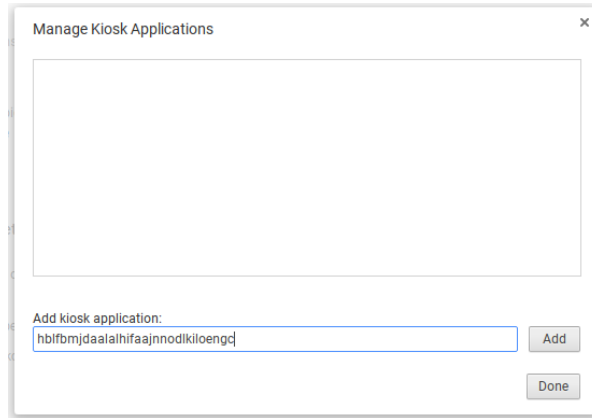 Manage Kiosk Applications
Add kiosk application:
hblfbmjdaalalhifaajnnodlkiloengc
Add
Done